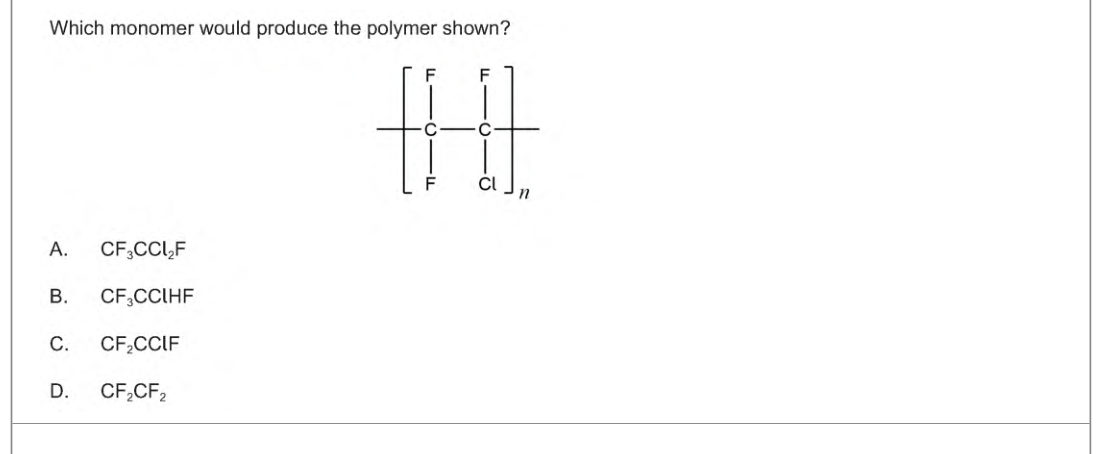 Which monomer would produce the polymer shown?
F F
C C
F Cl
n
A. CF₃CCl₂F
B. CF₃CClHF
C. CF₂CClF
D. CF₂CF₂